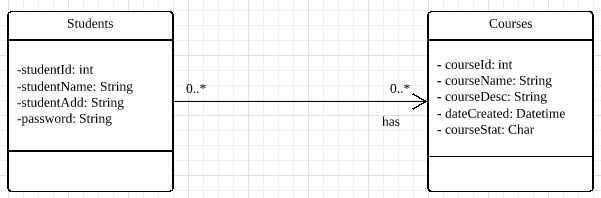 Students
-studentId: int
-studentName: String
-studentAdd: String
-password: String
0..*
0..*
has
Courses
- courseId: int
- courseName: String
- courseDesc: String
- dateCreated: Datetime
- courseStat: Char